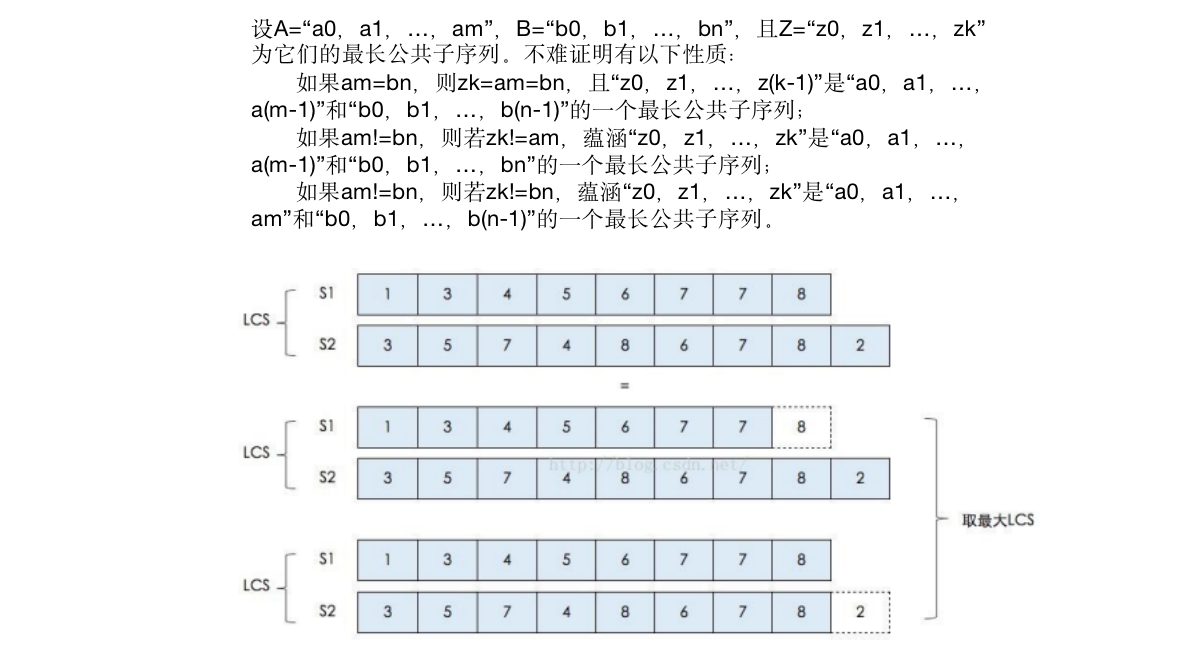 设A=“a0，a1，…，am”，B=“b0，b1，…，bn”，且Z=“z0，z1，…，zk”
为它们的最长公共子序列。不难证明有以下性质：
如果am=bn，则zk=am=bn，且“z0，z1，…，z(k-1)”是“a0，a1，…，
a(m-1)”和“b0，b1，…，b(n-1)”的一个最长公共子序列；
如果am!=bn，则若zk!=am，蕴涵“z0，z1，…，zk”是“a0，a1，…，
a(m-1)”和“b0，b1，…，bn”的一个最长公共子序列；
如果am!=bn，则若zk!=bn，蕴涵“z0，z1，…，zk”是“a0，a1，…，
am”和“b0，b1，…，b(n-1)”的一个最长公共子序列。
S1 1 3 4 5 6 7 7 8
LCS
S2 3 5 7 4 8 6 7 8 2
=
S1 1 3 4 5 6 7 7 8
LCS
http://blog.csdn.net/
S2 3 5 7 4 8 6 7 8 2
取最大LCS
S1 1 3 4 5 6 7 7 8
LCS
S2 3 5 7 4 8 6 7 8 2